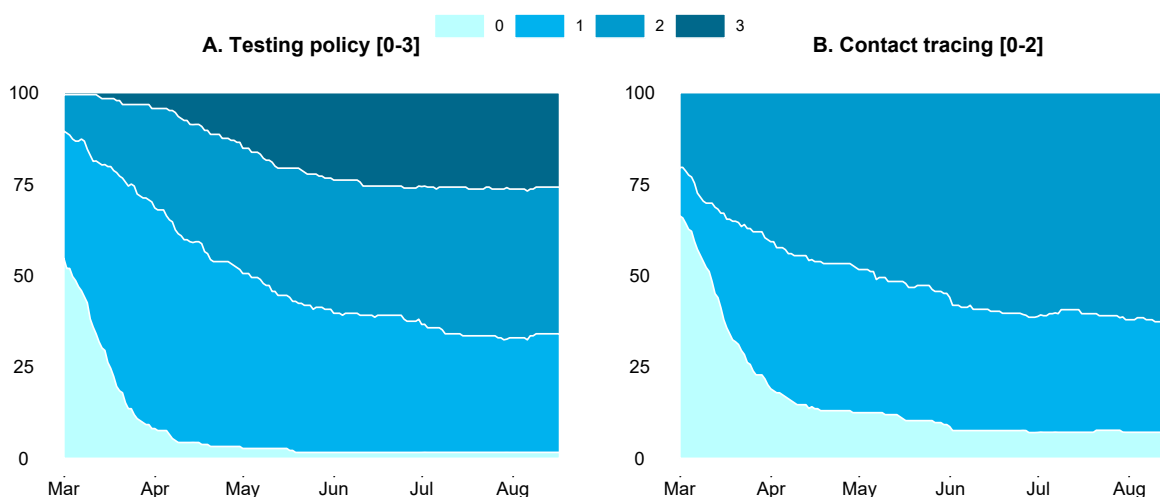 0 1 2 3
A. Testing policy [0-3]
B. Contact tracing [0-2]
100
75
50
25
0
Mar Apr May Jun Jul Aug
100
75
50
25
0
Mar Apr May Jun Jul Aug